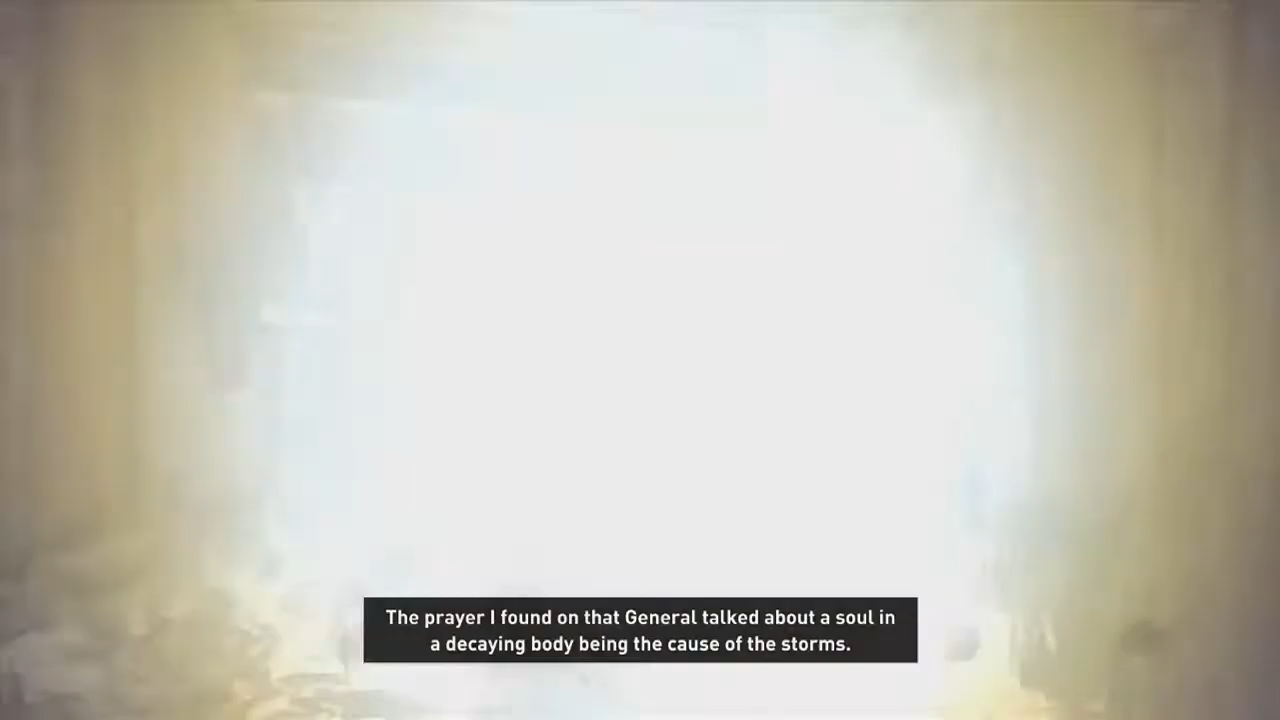 The prayer I found on that General talked about a soul in
a decaying body being the cause of the storms.